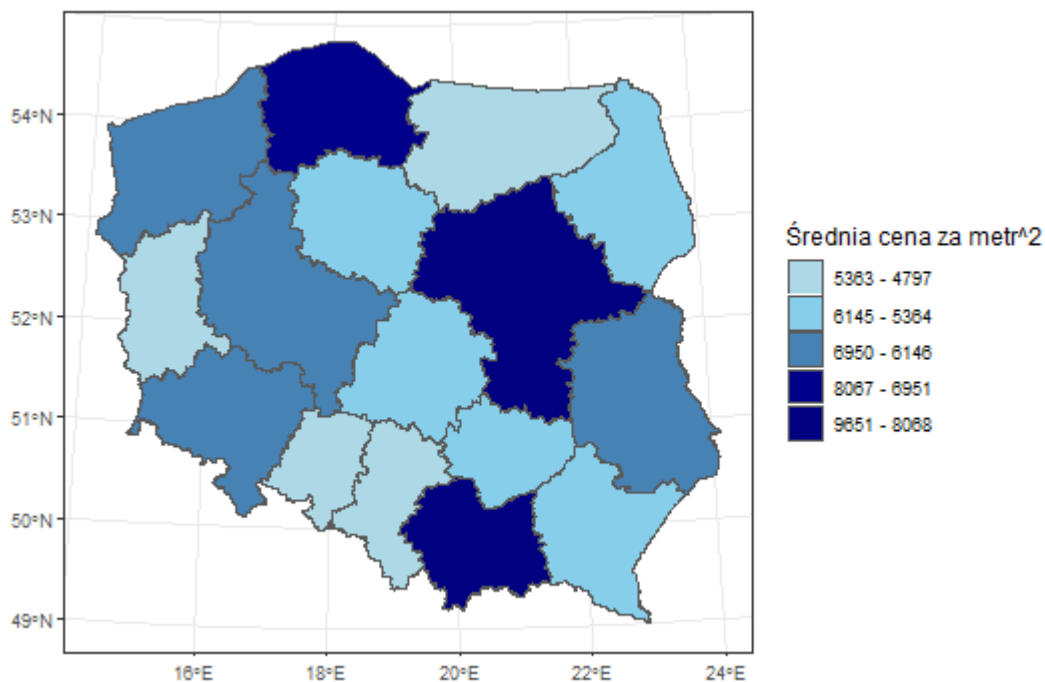 54°N
53°N
52°N
51°N
50°N
49°N
16°E
18°E
20°E
22°E
24°E
Średnia cena za metr^2
5363 - 4797
6145 - 5364
6950 - 6146
8067 - 6951
9651 - 8068